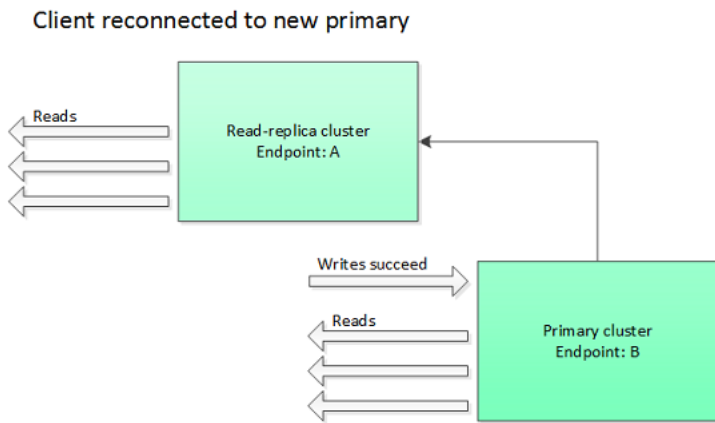 Client reconnected to new primary
Reads
Read-replica cluster
Endpoint: A
Writes succeed
Reads
Primary cluster
Endpoint: B